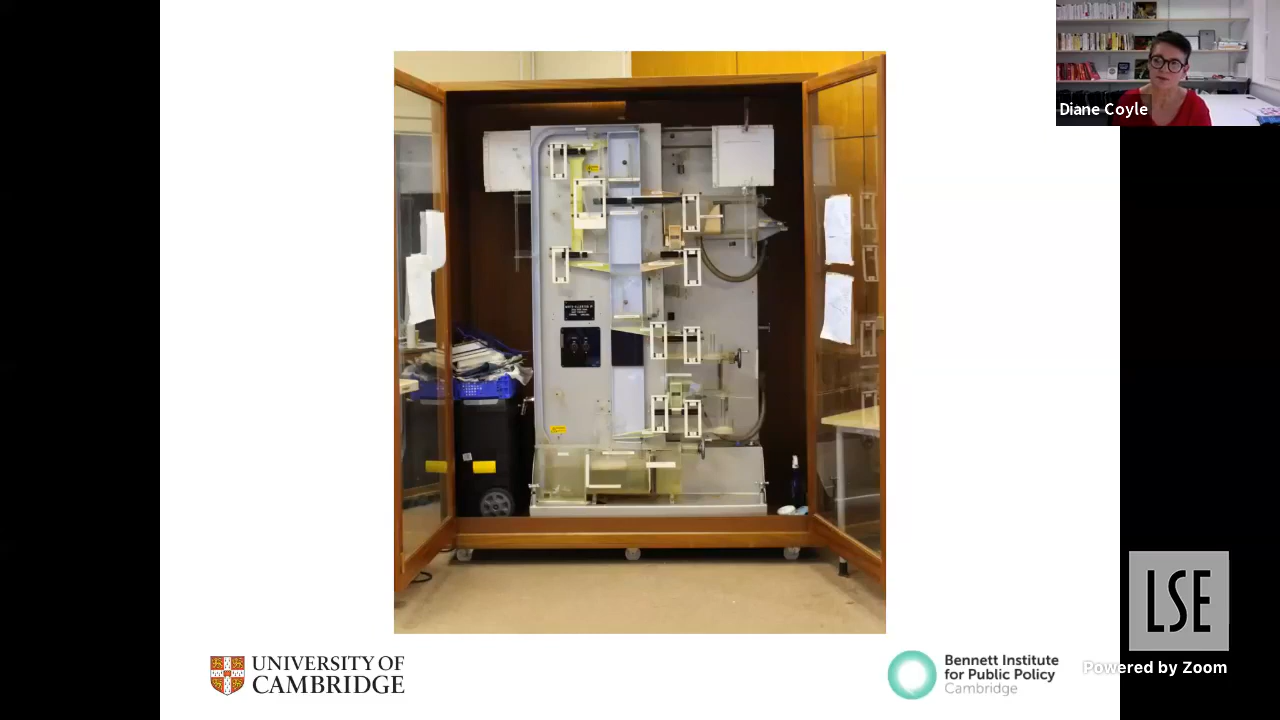 Diane Coyle
UNIVERSITY OF
CAMBRIDGE
Bennett Institute
for Public Policy
Cambridge
LSE
Powered by Zoom